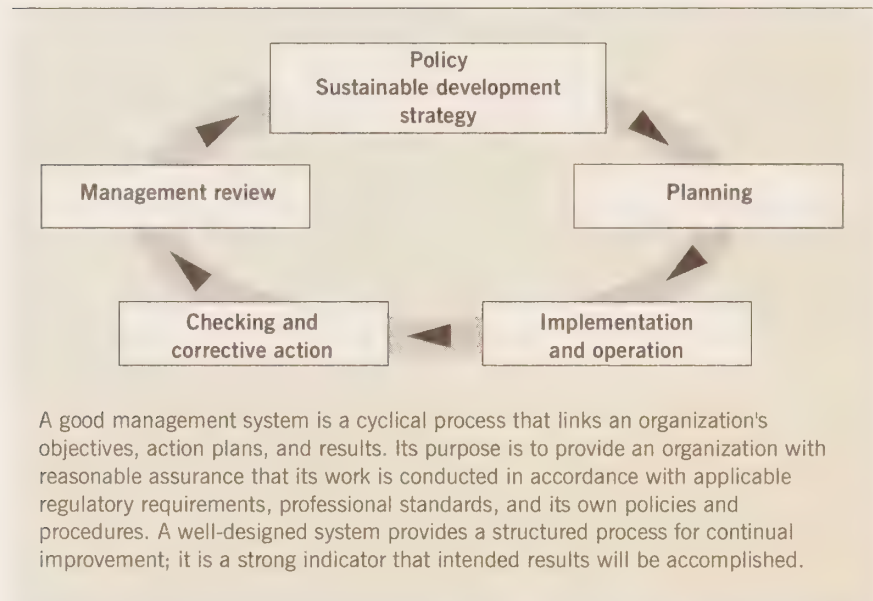 Policy
Sustainable development
strategy
Management review
Planning
Checking and
corrective action
Implementation
and operation
A good management system is a cyclical process that links an organization's
objectives, action plans, and results. Its purpose is to provide an organization with
reasonable assurance that its work is conducted in accordance with applicable
regulatory requirements, professional standards, and its own policies and
procedures. A well-designed system provides a structured process for continual
improvement; it is a strong indicator that intended results will be accomplished.